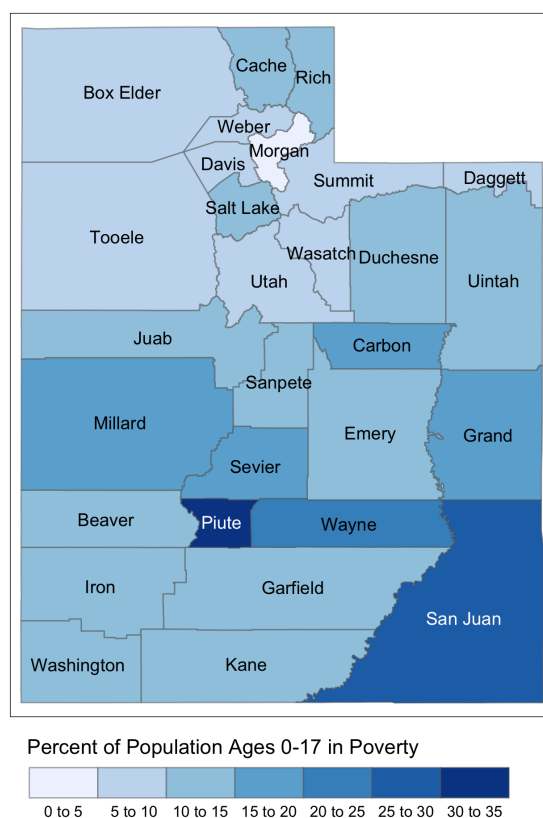 Cache
Rich
Box Elder
Weber
Morgan
Davis
Summit
Daggett
Salt Lake
Tooele
Wasatch
Duchesne
Utah
Uintah
Juab
Carbon
Sanpete
Millard
Emery
Grand
Sevier
Beaver
Piute
Wayne
Iron
Garfield
San Juan
Washington
Kane
Percent of Population Ages 0-17 in Poverty
0 to 5 5 to 10 10 to 15 15 to 20 20 to 25 25 to 30 30 to 35